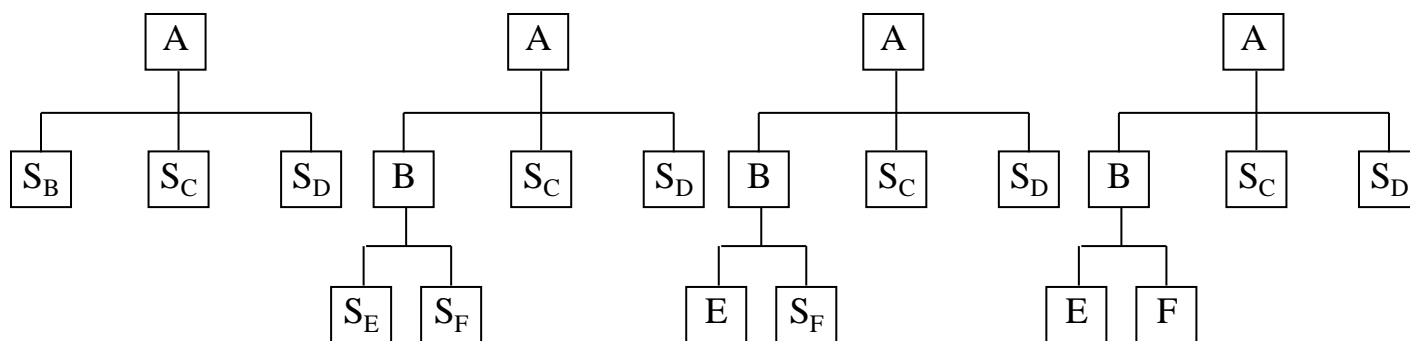 A A A A
S_B S_C S_D B S_C S_D B S_C S_D B S_C S_D
S_E S_F E S_F E F